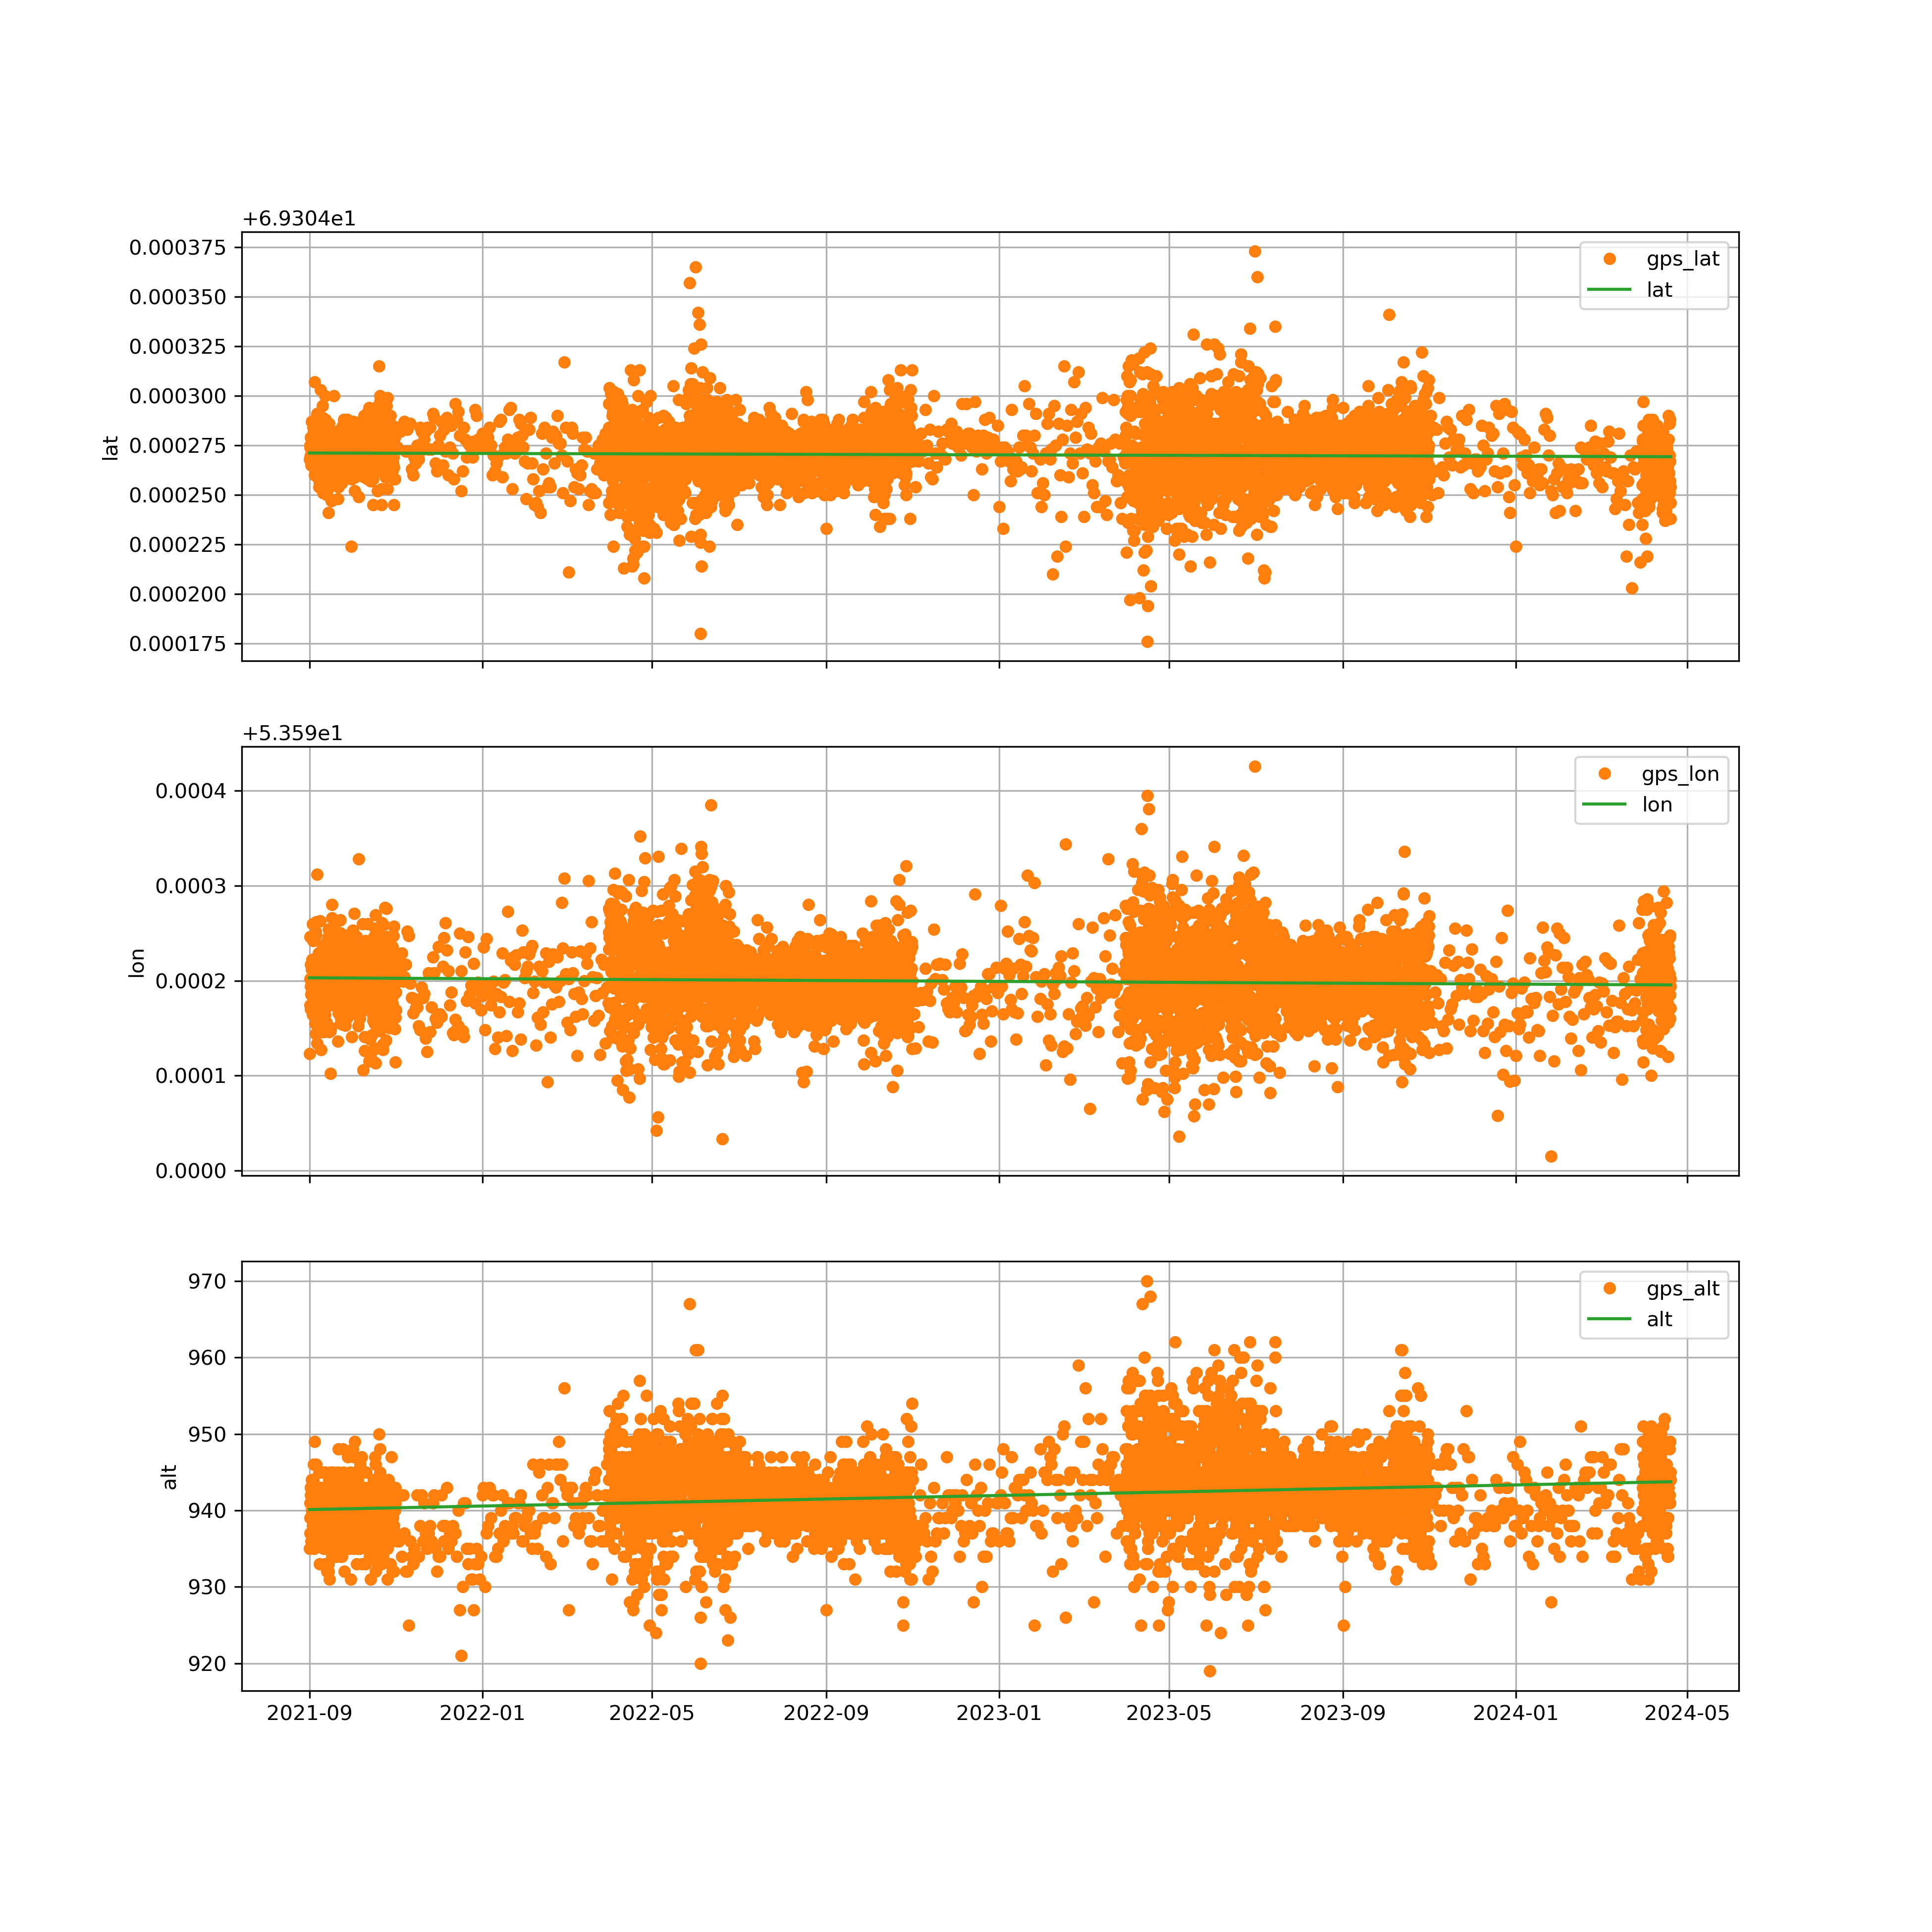 +6.9304e1
0.000375
0.000350
0.000325
0.000300
0.000275
0.000250
0.000225
0.000200
0.000175
lat
gps_lat
lat
+5.359e1
0.0004
0.0003
0.0002
0.0001
0.0000
lon
gps_lon
lon
970
960
950
940
930
920
alt
gps_alt
alt
2021-09 2022-01 2022-05 2022-09 2023-01 2023-05 2023-09 2024-01 2024-05